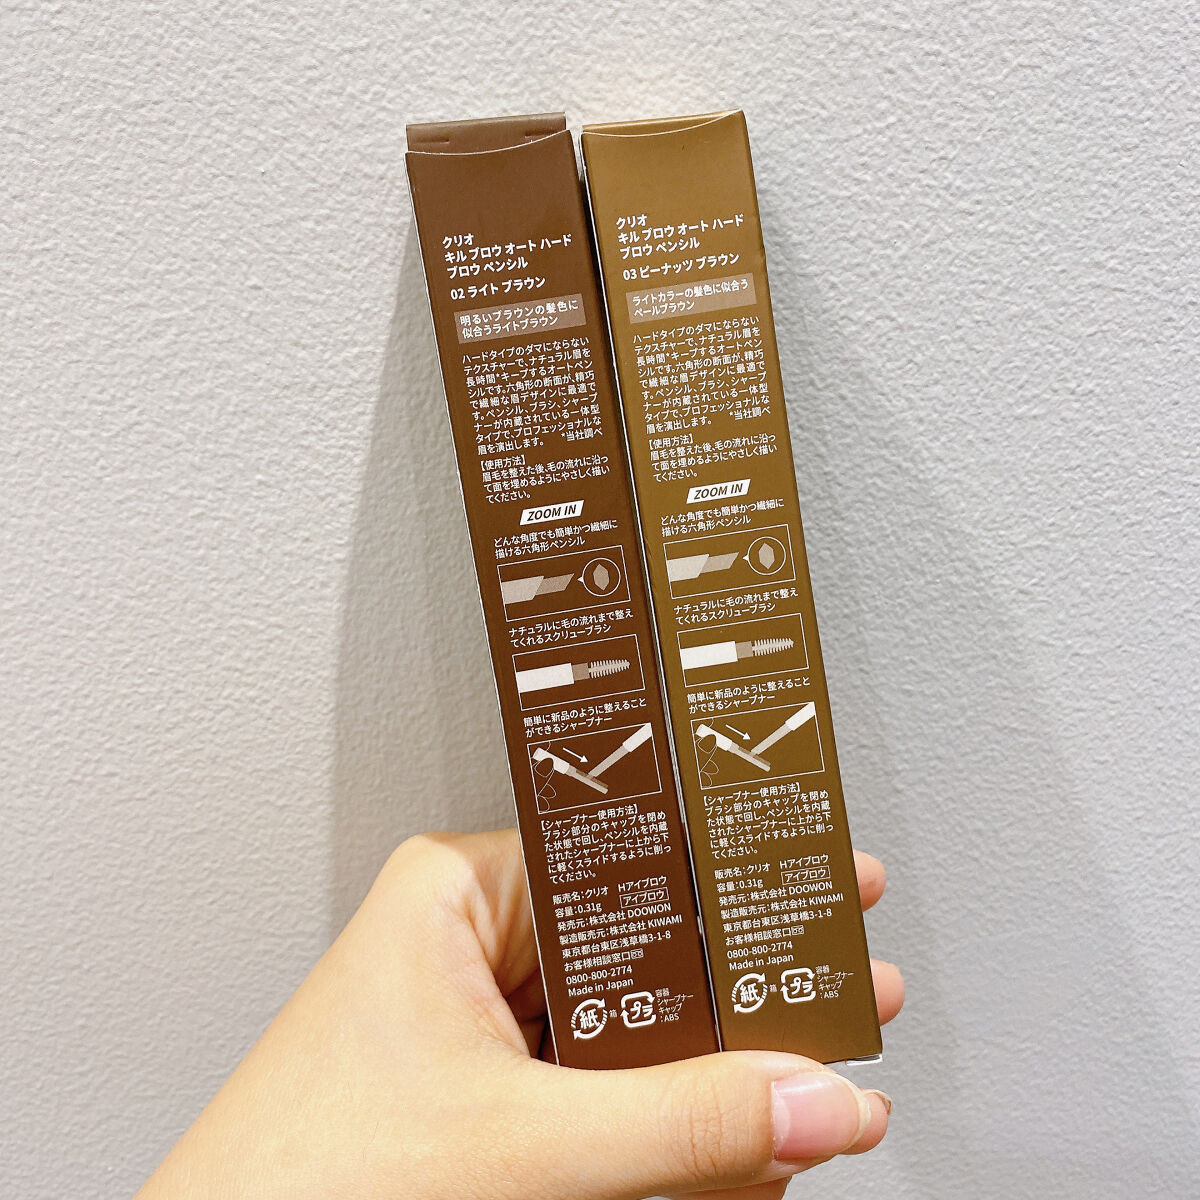 クリオ
キル ブロウ オート ハード
ブロウ ペンシル
02 ライト ブラウン
明るいブラウンの髪色に
似合うライトブラウン
ハードタイプのダマにならない
テクスチャーで、ナチュラル眉を
長時間*キープするオートペン
シルです。六角形の断面が、精巧
で繊細な眉デザインに最適で
す。ペンシル、ブラシ、シャープ
ナーが内蔵されている一体型
タイプで、プロフェッショナルな
眉を演出します。 *当社調べ
【使用方法】
眉毛を整えた後、毛の流れに沿っ
て面を埋めるようにやさしく描い
てください。
ZOOM IN
どんな角度でも簡単かつ繊細に
描ける六角形ペンシル
ナチュラルに毛の流れまで整え
てくれるスクリューブラシ
簡単に新品のように整えること
ができるシャープナー
【シャープナー使用方法】
ブラシ部分のキャップを閉め
た状態で回し、ペンシルを内蔵
されたシャープナーに上から下
に軽くスライドするように削っ
てください。
販売名:クリオ Hアイブロウ
容量:0.31g アイブロウ
発売元:株式会社 DOOWON
製造販売元:株式会社 KIWAMI
東京都台東区浅草橋3-1-8
お客様相談窓口
0800-800-2774
Made in Japan
紙 箱
プラ 容器
シャープナー
キャップ
:ABS
クリオ
キル ブロウ オート ハード
ブロウ ペンシル
03 ピーナッツ ブラウン
ライトカラーの髪色に似合う
ペールブラウン
ハードタイプのダマにならない
テクスチャーで、ナチュラル眉を
長時間*キープするオートペン
シルです。六角形の断面が、精巧
で繊細な眉デザインに最適で
す。ペンシル、ブラシ、シャープ
ナーが内蔵されている一体型
タイプで、プロフェッショナルな
眉を演出します。 *当社調べ
【使用方法】
眉毛を整えた後、毛の流れに沿っ
て面を埋めるようにやさしく描い
てください。
ZOOM IN
どんな角度でも簡単かつ繊細に
描ける六角形ペンシル
ナチュラルに毛の流れまで整え
てくれるスクリューブラシ
簡単に新品のように整えること
ができるシャープナー
【シャープナー使用方法】
ブラシ部分のキャップを閉め
た状態で回し、ペンシルを内蔵
されたシャープナーに上から下
に軽くスライドするように削っ
てください。
販売名:クリオ Hアイブロウ
容量:0.31g アイブロウ
発売元:株式会社 DOOWON
製造販売元:株式会社 KIWAMI
東京都台東区浅草橋3-1-8
お客様相談窓口
0800-800-2774
Made in Japan
紙 箱
プラ 容器
シャープナー
キャップ
:ABS